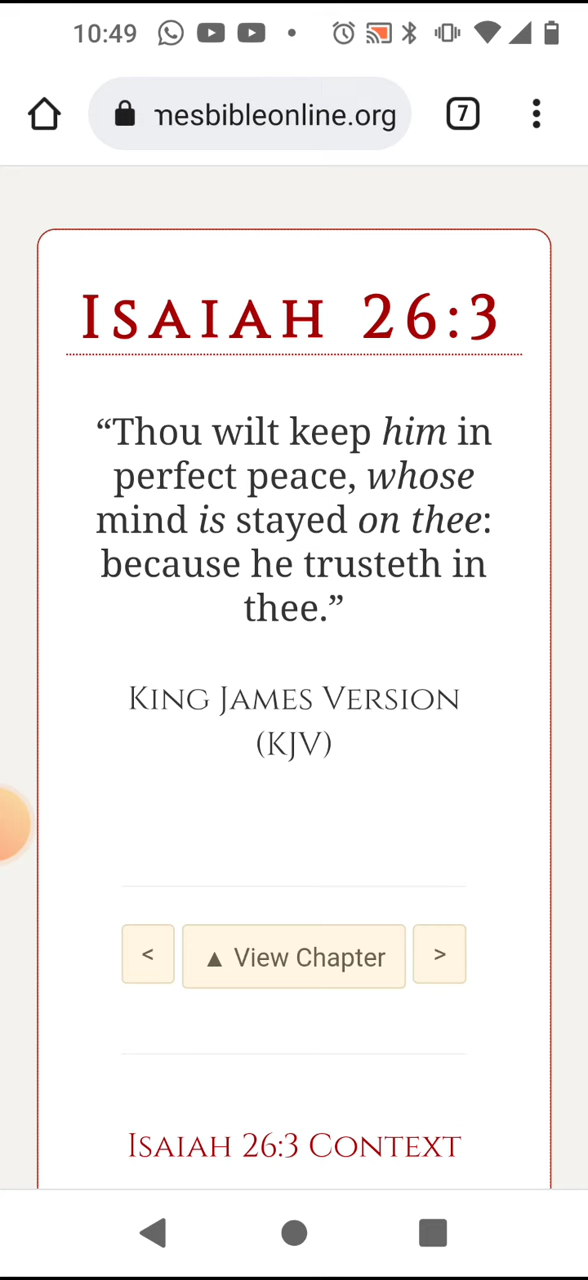 10:49
nesbibleonline.org
7
ISAIAH 26:3
“Thou wilt keep him in
perfect peace, whose
mind is stayed on thee:
because he trusteth in
thee.”
KING JAMES VERSION
(KJV)
< ▲ View Chapter >
ISAIAH 26:3 CONTEXT